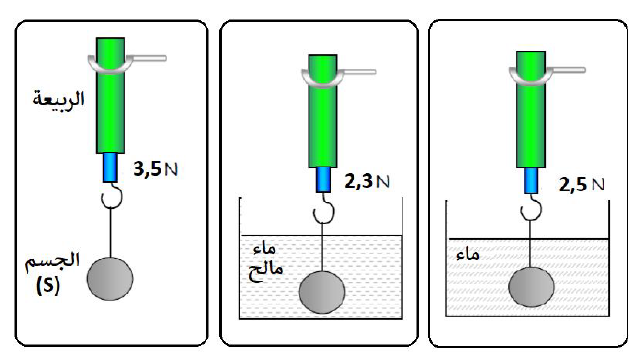 الربيعة
3,5 N
الجسم
(S)
2,3 N
ماء
مالح
2,5 N
ماء